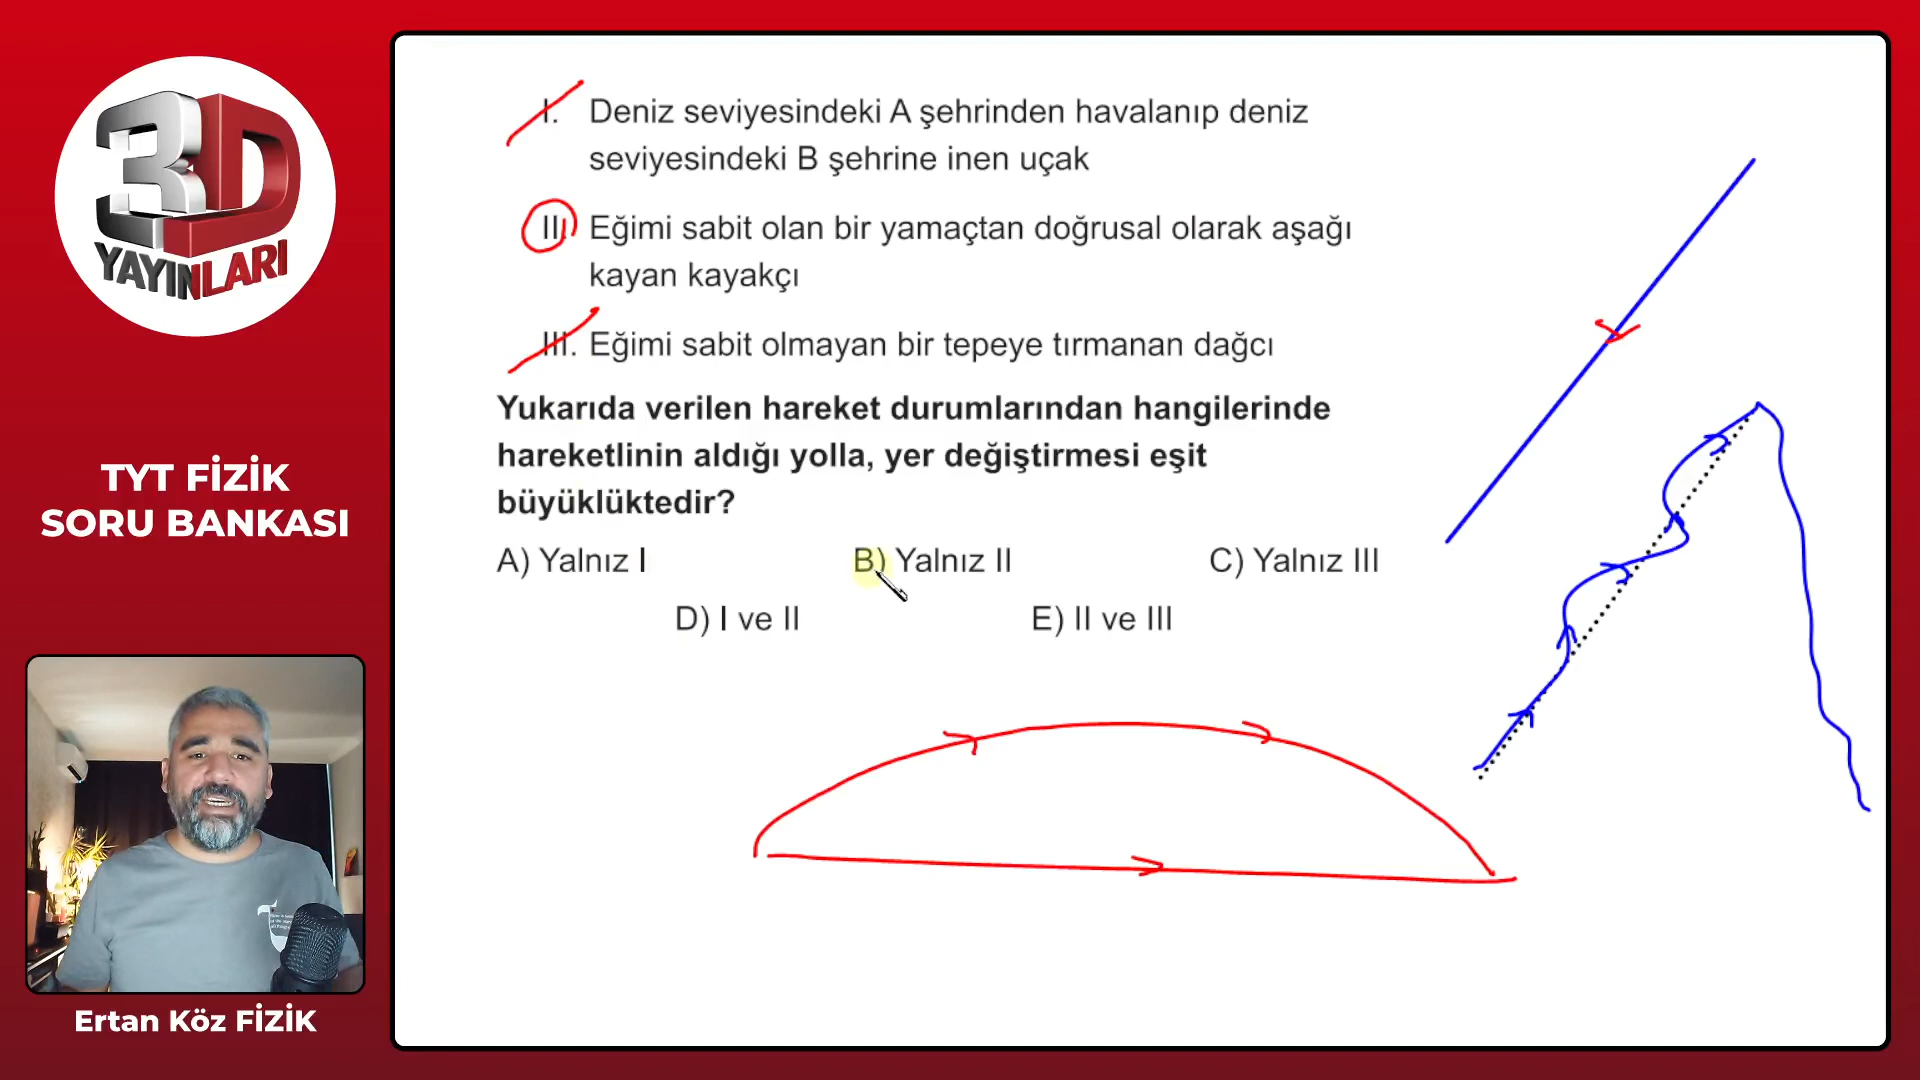 3D
YAYINLARI
TYT FİZİK
SORU BANKASI
Ertan Köz FİZİK
I. Deniz seviyesindeki A şehrinden havalanıp deniz
seviyesindeki B şehrine inen uçak
II. Eğimi sabit olan bir yamaçtan doğrusal olarak aşağı
kayan kayakçı
III. Eğimi sabit olmayan bir tepeye tırmanan dağcı
Yukarıda verilen hareket durumlarından hangilerinde
hareketlinin aldığı yolla, yer değiştirmesi eşit
büyüklüktedir?
A) Yalnız I B) Yalnız II C) Yalnız III
D) I ve II E) II ve III